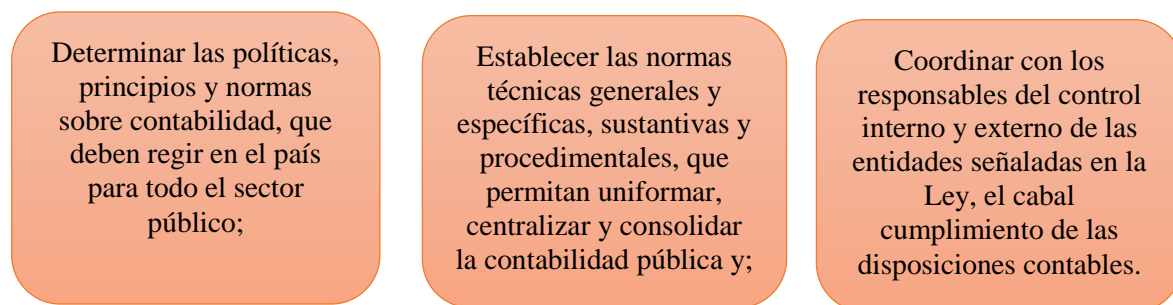 Determinar las políticas,
principios y normas
sobre contabilidad, que
deben regir en el país
para todo el sector
público;
Establecer las normas
técnicas generales y
específicas, sustantivas y
procedimentales, que
permitan uniformar,
centralizar y consolidar
la contabilidad pública y;
Coordinar con los
responsables del control
interno y externo de las
entidades señaladas en la
Ley, el cabal
cumplimiento de las
disposiciones contables.